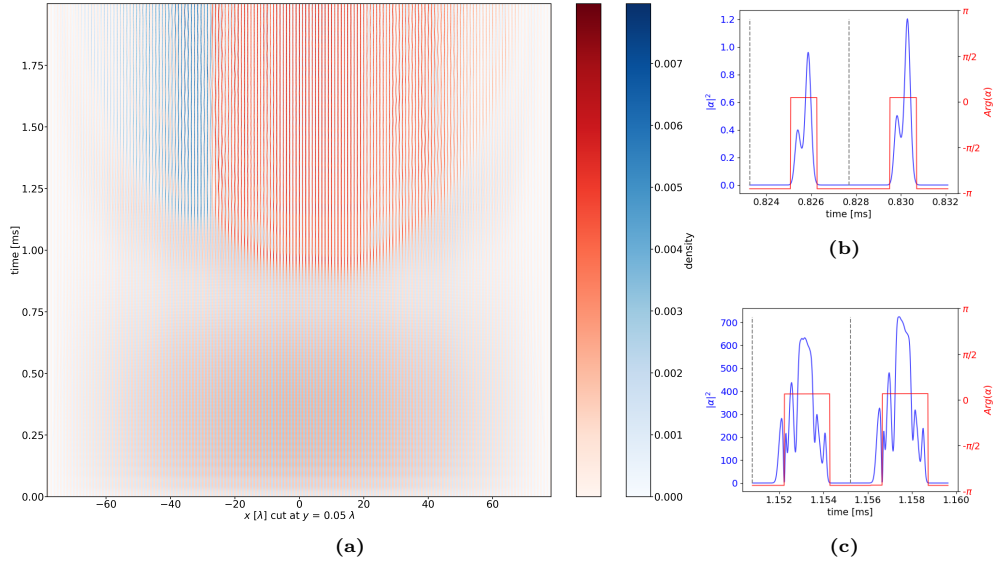 time [ms]
1.75
1.50
1.25
1.00
0.75
0.50
0.25
0.00
−60
−40
−20
0
20
40
60
x [λ] cut at y = 0.05 λ
0.007
0.006
0.005
0.004
0.003
0.002
0.001
0.000
density
(a)
|α|²
1.2
1.0
0.8
0.6
0.4
0.2
0.0
π
π/2
0
-π/2
-π
Arg(α)
0.824
0.826
0.828
0.830
0.832
time [ms]
(b)
|α|²
700
600
500
400
300
200
100
0
π
π/2
0
-π/2
-π
Arg(α)
1.152
1.154
1.156
1.158
1.160
time [ms]
(c)